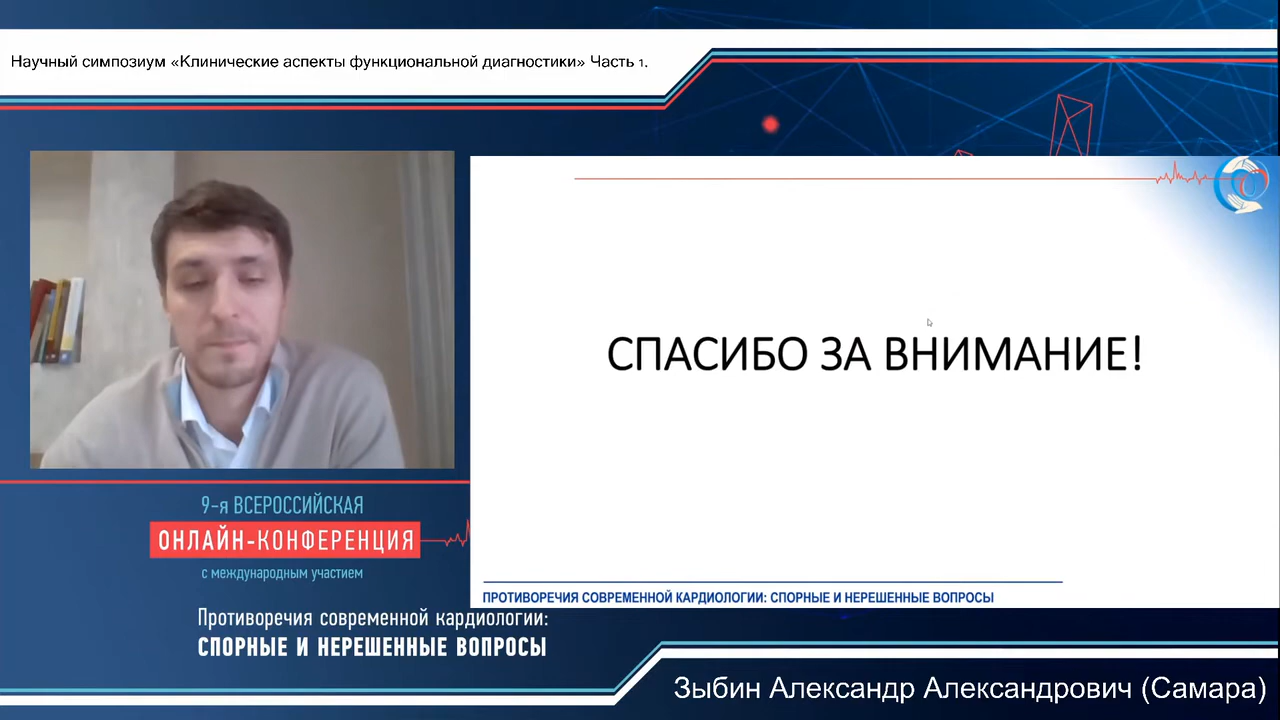 Научный симпозиум «Клинические аспекты функциональной диагностики» Часть 1.
СПАСИБО ЗА ВНИМАНИЕ!
ПРОТИВОРЕЧИЯ СОВРЕМЕННОЙ КАРДИОЛОГИИ: СПОРНЫЕ И НЕРЕШЕННЫЕ ВОПРОСЫ
9-я ВСЕРОССИЙСКАЯ
ОНЛАЙН-КОНФЕРЕНЦИЯ
с международным участием
Противоречия современной кардиологии:
СПОРНЫЕ И НЕРЕШЕННЫЕ ВОПРОСЫ
Зыбин Александр Александрович (Самара)